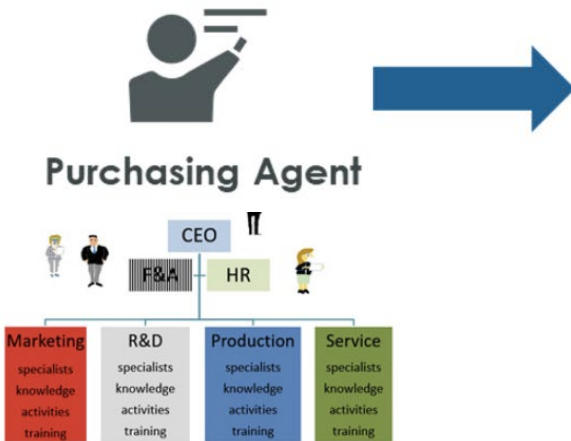 Purchasing Agent
CEO
F&A
HR
Marketing
specialists
knowledge
activities
training
R&D
specialists
knowledge
activities
training
Production
specialists
knowledge
activities
training
Service
specialists
knowledge
activities
training